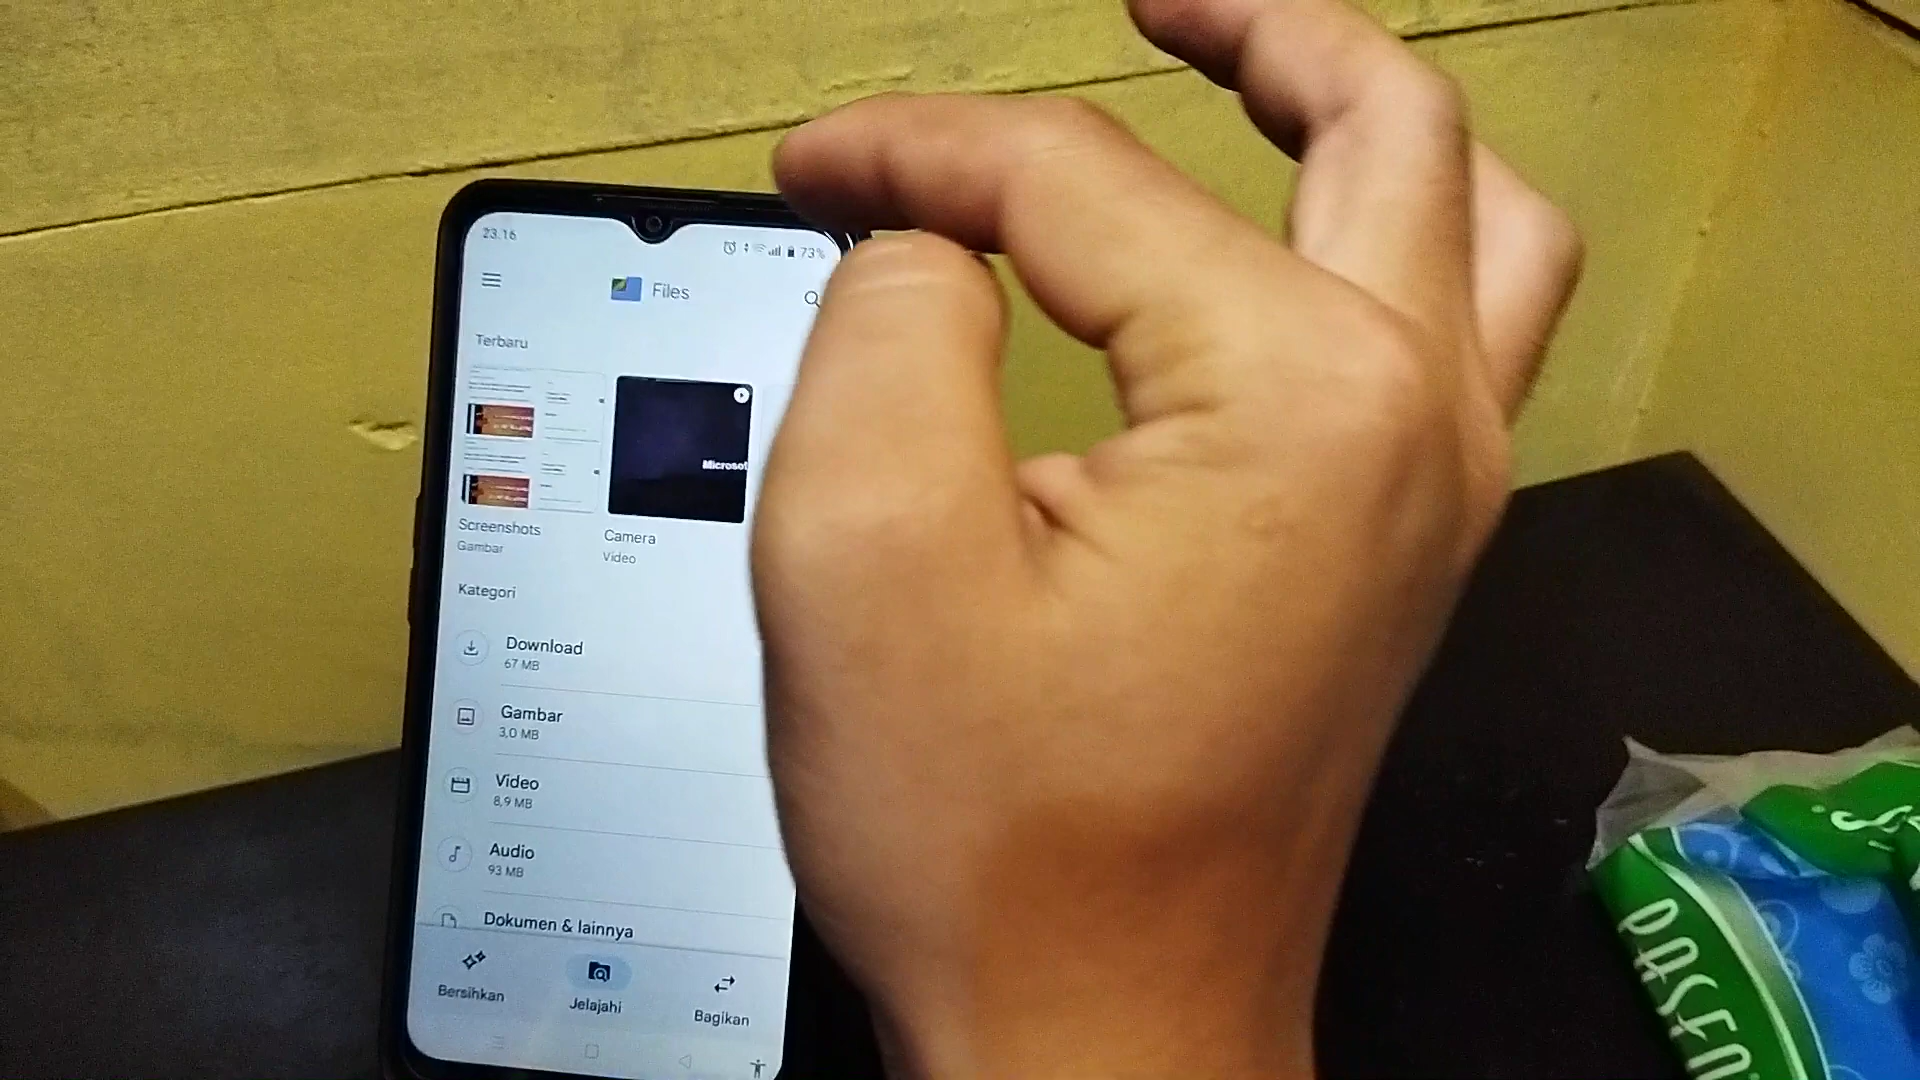 23.16
73%
Files
Terbaru
Microsof
Screenshots
Gambar
Camera
Video
Kategori
Download
67 MB
Gambar
3,0 MB
Video
8,9 MB
Audio
93 MB
Dokumen & lainnya
Bersihkan
Jelajahi
Bagikan
PASEO